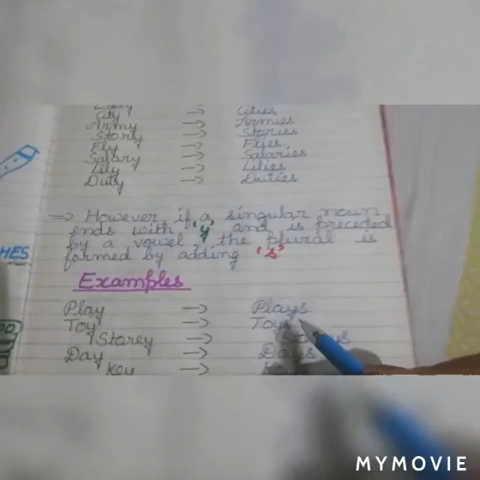 City → Cities
Army → Armies
Story → Stories
Fly → Flies
Salary → Salaries
Lily → Lilies
Duty → Duties
⇒ However if a singular noun
ends with 'y' and is preceded
by a vowel, the plural is
formed by adding 's'
HES
Examples
Play → Plays
Toy → Toys
Storey →
Day → Days
Key →
MYMOVIE